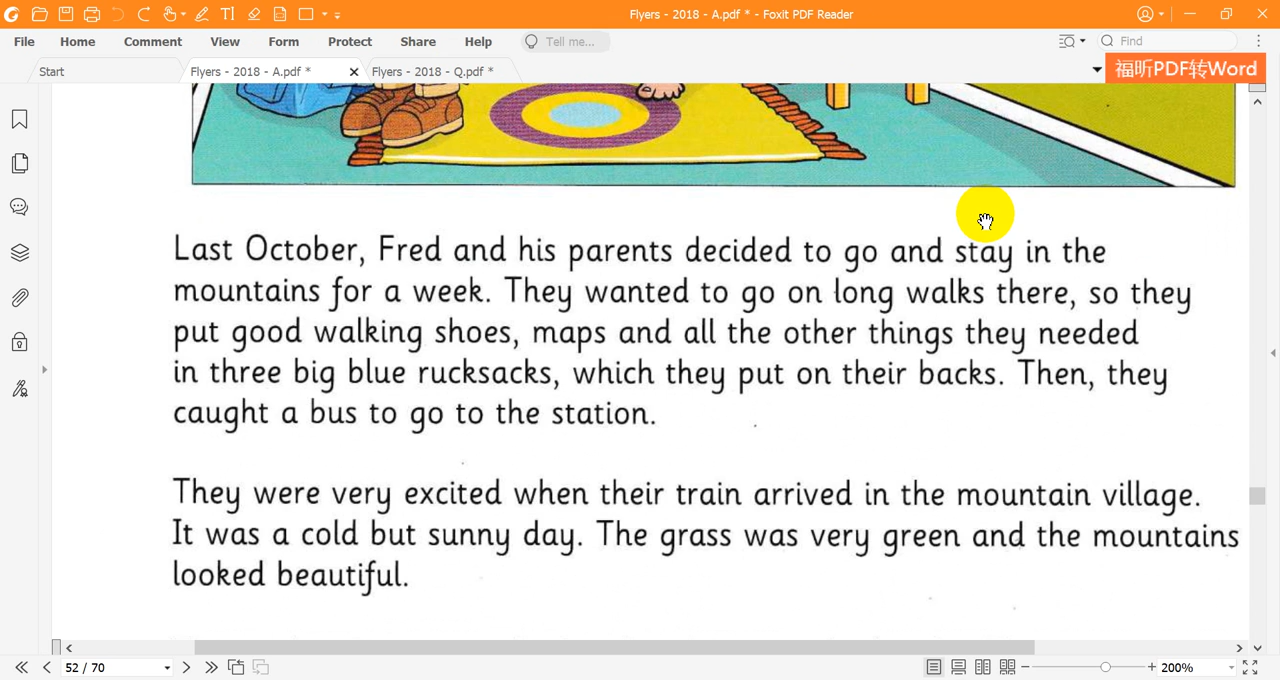 Flyers - 2018 - A.pdf * - Foxit PDF Reader
File Home Comment View Form Protect Share Help Tell me... Find
Start Flyers - 2018 - A.pdf * Flyers - 2018 - Q.pdf * 福昕PDF转Word
Last October, Fred and his parents decided to go and stay in the
mountains for a week. They wanted to go on long walks there, so they
put good walking shoes, maps and all the other things they needed
in three big blue rucksacks, which they put on their backs. Then, they
caught a bus to go to the station.
They were very excited when their train arrived in the mountain village.
It was a cold but sunny day. The grass was very green and the mountains
looked beautiful.
52 / 70 200%